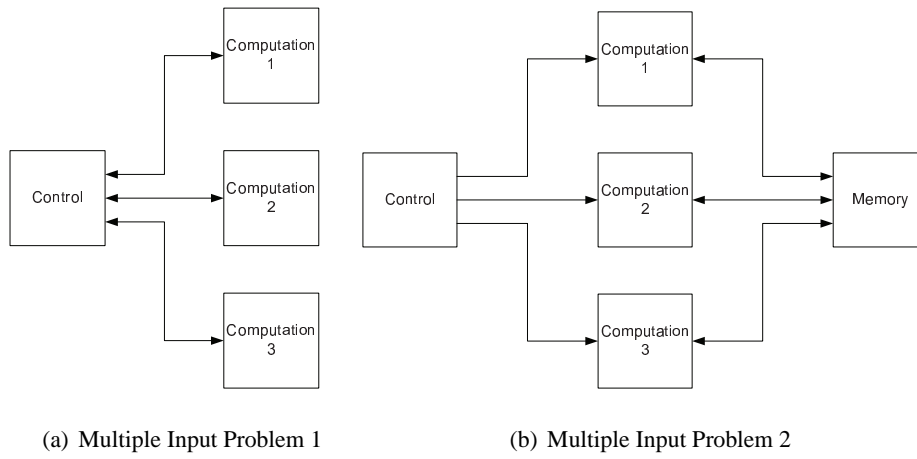 Computation
1
Control
Computation
2
Computation
3
(a) Multiple Input Problem 1
Computation
1
Control
Computation
2
Memory
Computation
3
(b) Multiple Input Problem 2